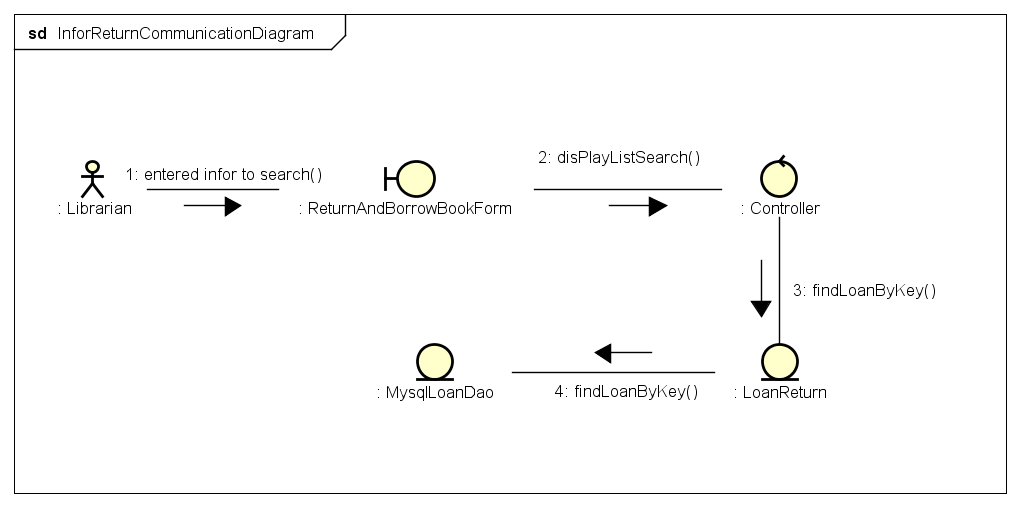 sd InforReturnCommunicationDiagram
1: entered infor to search()
2: disPlayListSearch()
: Librarian
: ReturnAndBorrowBookForm
: Controller
3: findLoanByKey()
4: findLoanByKey()
: MysqlLoanDao
: LoanReturn